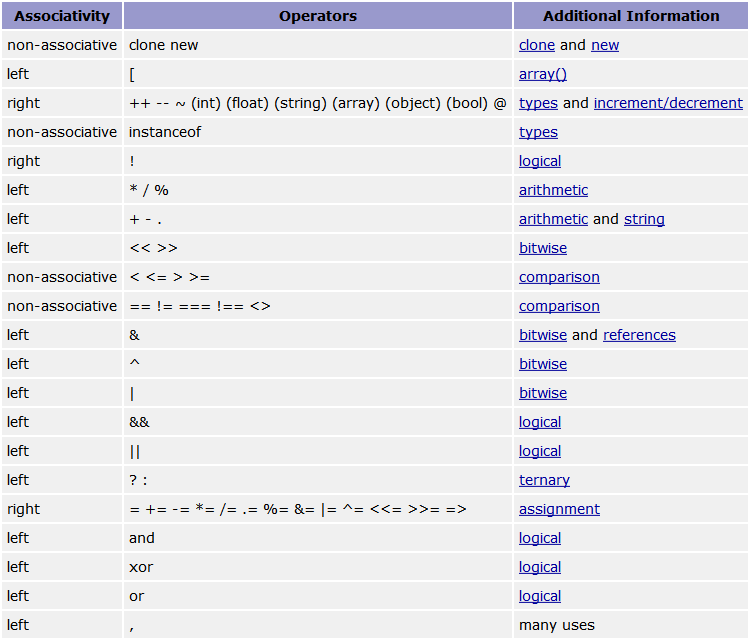 Associativity Operators Additional Information
non-associative clone new clone and new
left [ array()
right ++ -- ~ (int) (float) (string) (array) (object) (bool) @ types and increment/decrement
non-associative instanceof types
right ! logical
left * / % arithmetic
left + - . arithmetic and string
left << >> bitwise
non-associative < <= > >= comparison
non-associative == != === !== <> comparison
left & bitwise and references
left ^ bitwise
left | bitwise
left && logical
left || logical
left ? : ternary
right = += -= *= /= .= %= &= |= ^= <<= >>= => assignment
left and logical
left xor logical
left or logical
left , many uses